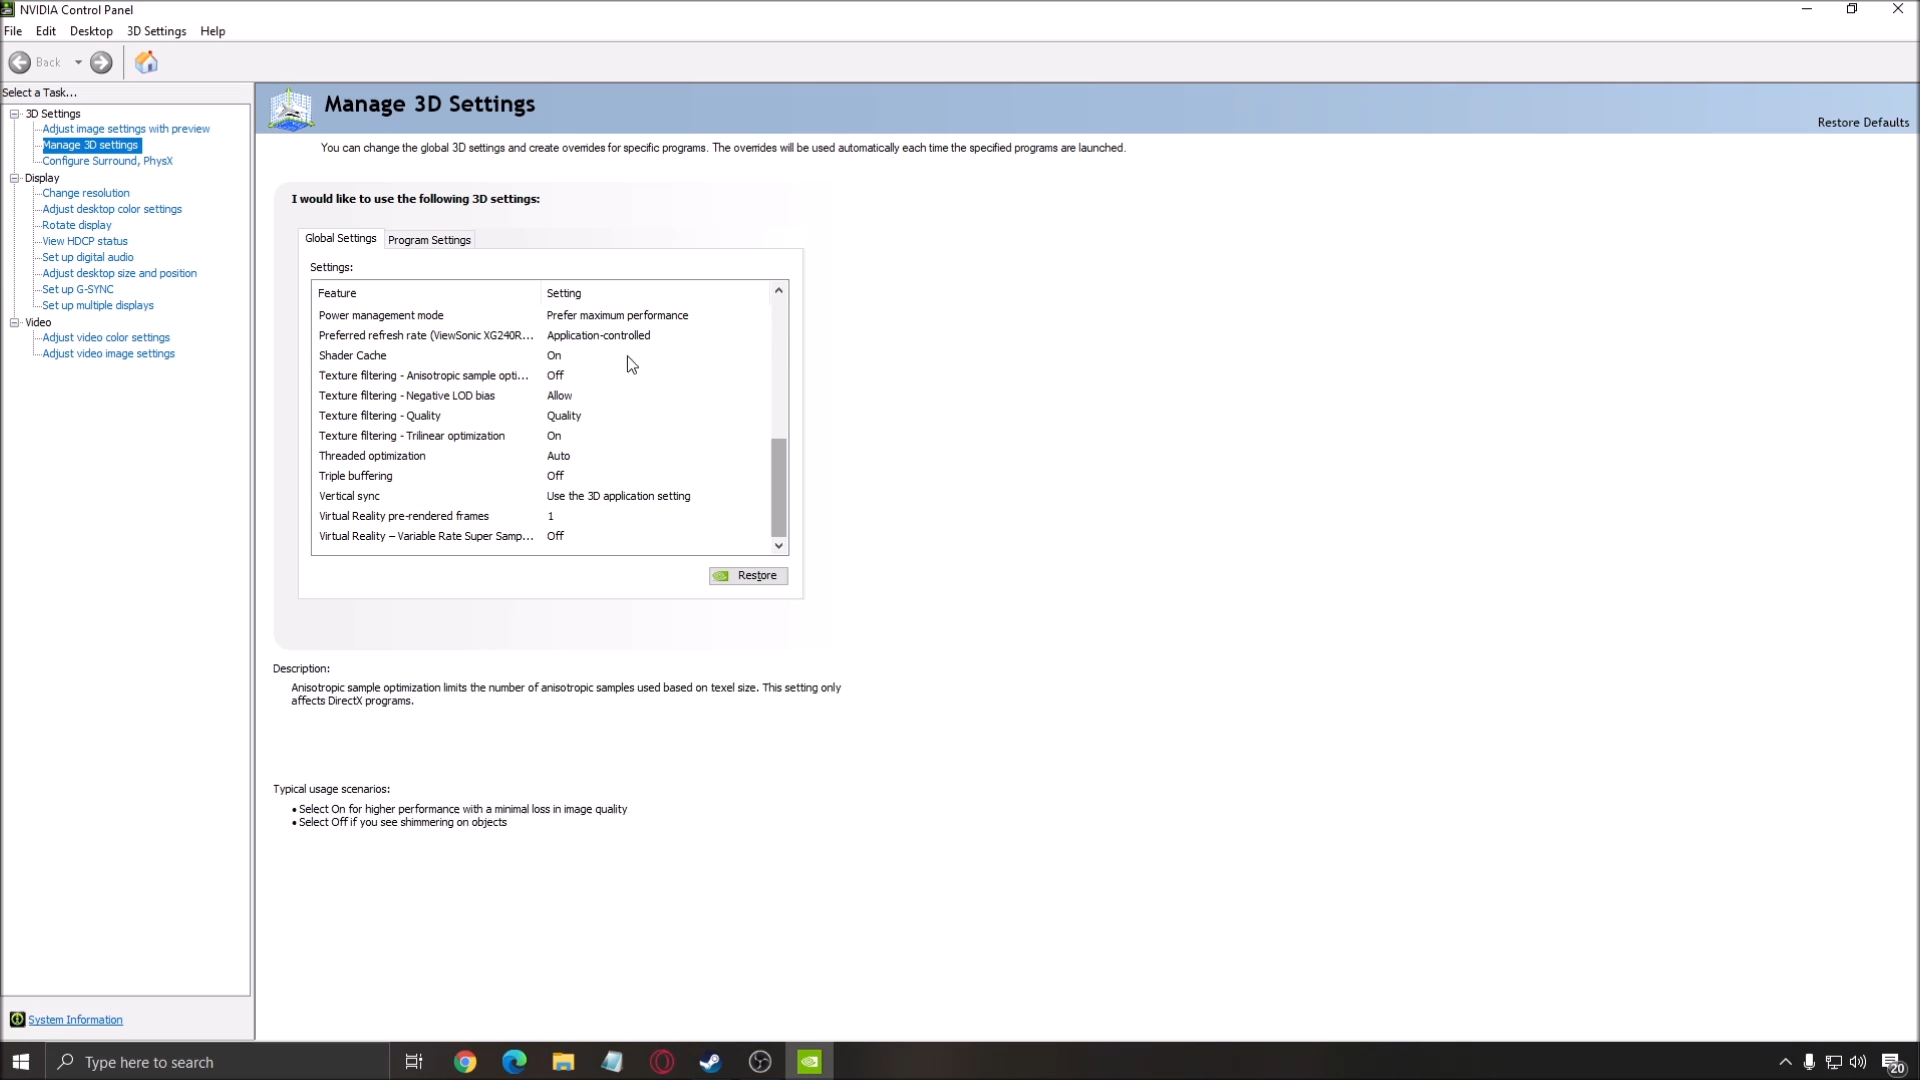 NVIDIA Control Panel
File Edit Desktop 3D Settings Help
Back
Select a Task...
3D Settings
Adjust image settings with preview
Manage 3D settings
Configure Surround, PhysX
Display
Change resolution
Adjust desktop color settings
Rotate display
View HDCP status
Set up digital audio
Adjust desktop size and position
Set up G-SYNC
Set up multiple displays
Video
Adjust video color settings
Adjust video image settings
System Information
Manage 3D Settings
Restore Defaults
You can change the global 3D settings and create overrides for specific programs. The overrides will be used automatically each time the specified programs are launched.
I would like to use the following 3D settings:
Global Settings Program Settings
Settings:
Feature Setting
Power management mode Prefer maximum performance
Preferred refresh rate (ViewSonic XG240R... Application-controlled
Shader Cache On
Texture filtering - Anisotropic sample opti... Off
Texture filtering - Negative LOD bias Allow
Texture filtering - Quality Quality
Texture filtering - Trilinear optimization On
Threaded optimization Auto
Triple buffering Off
Vertical sync Use the 3D application setting
Virtual Reality pre-rendered frames 1
Virtual Reality – Variable Rate Super Samp... Off
Restore
Description:
Anisotropic sample optimization limits the number of anisotropic samples used based on texel size. This setting only
affects DirectX programs.
Typical usage scenarios:
• Select On for higher performance with a minimal loss in image quality
• Select Off if you see shimmering on objects
Type here to search
20